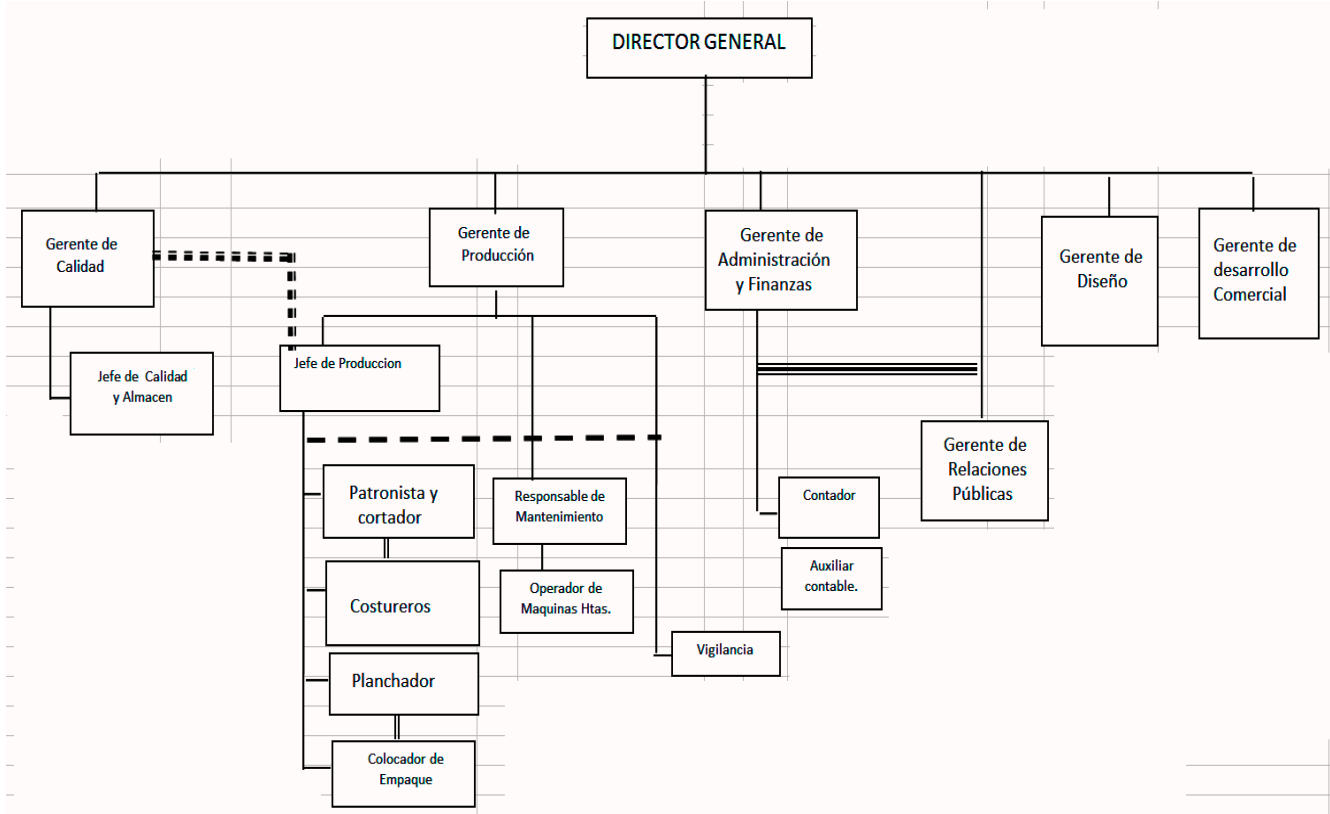 DIRECTOR GENERAL
Gerente de
Calidad
Gerente de
Producción
Gerente de
Administración
y Finanzas
Gerente de
Diseño
Gerente de
desarrollo
Comercial
Jefe de Calidad
y Almacen
Jefe de Produccion
Gerente de
Relaciones
Públicas
Patronista y
cortador
Responsable de
Mantenimiento
Contador
Costureros
Operador de
Maquinas Htas.
Auxiliar
contable.
Vigilancia
Planchador
Colocador de
Empaque